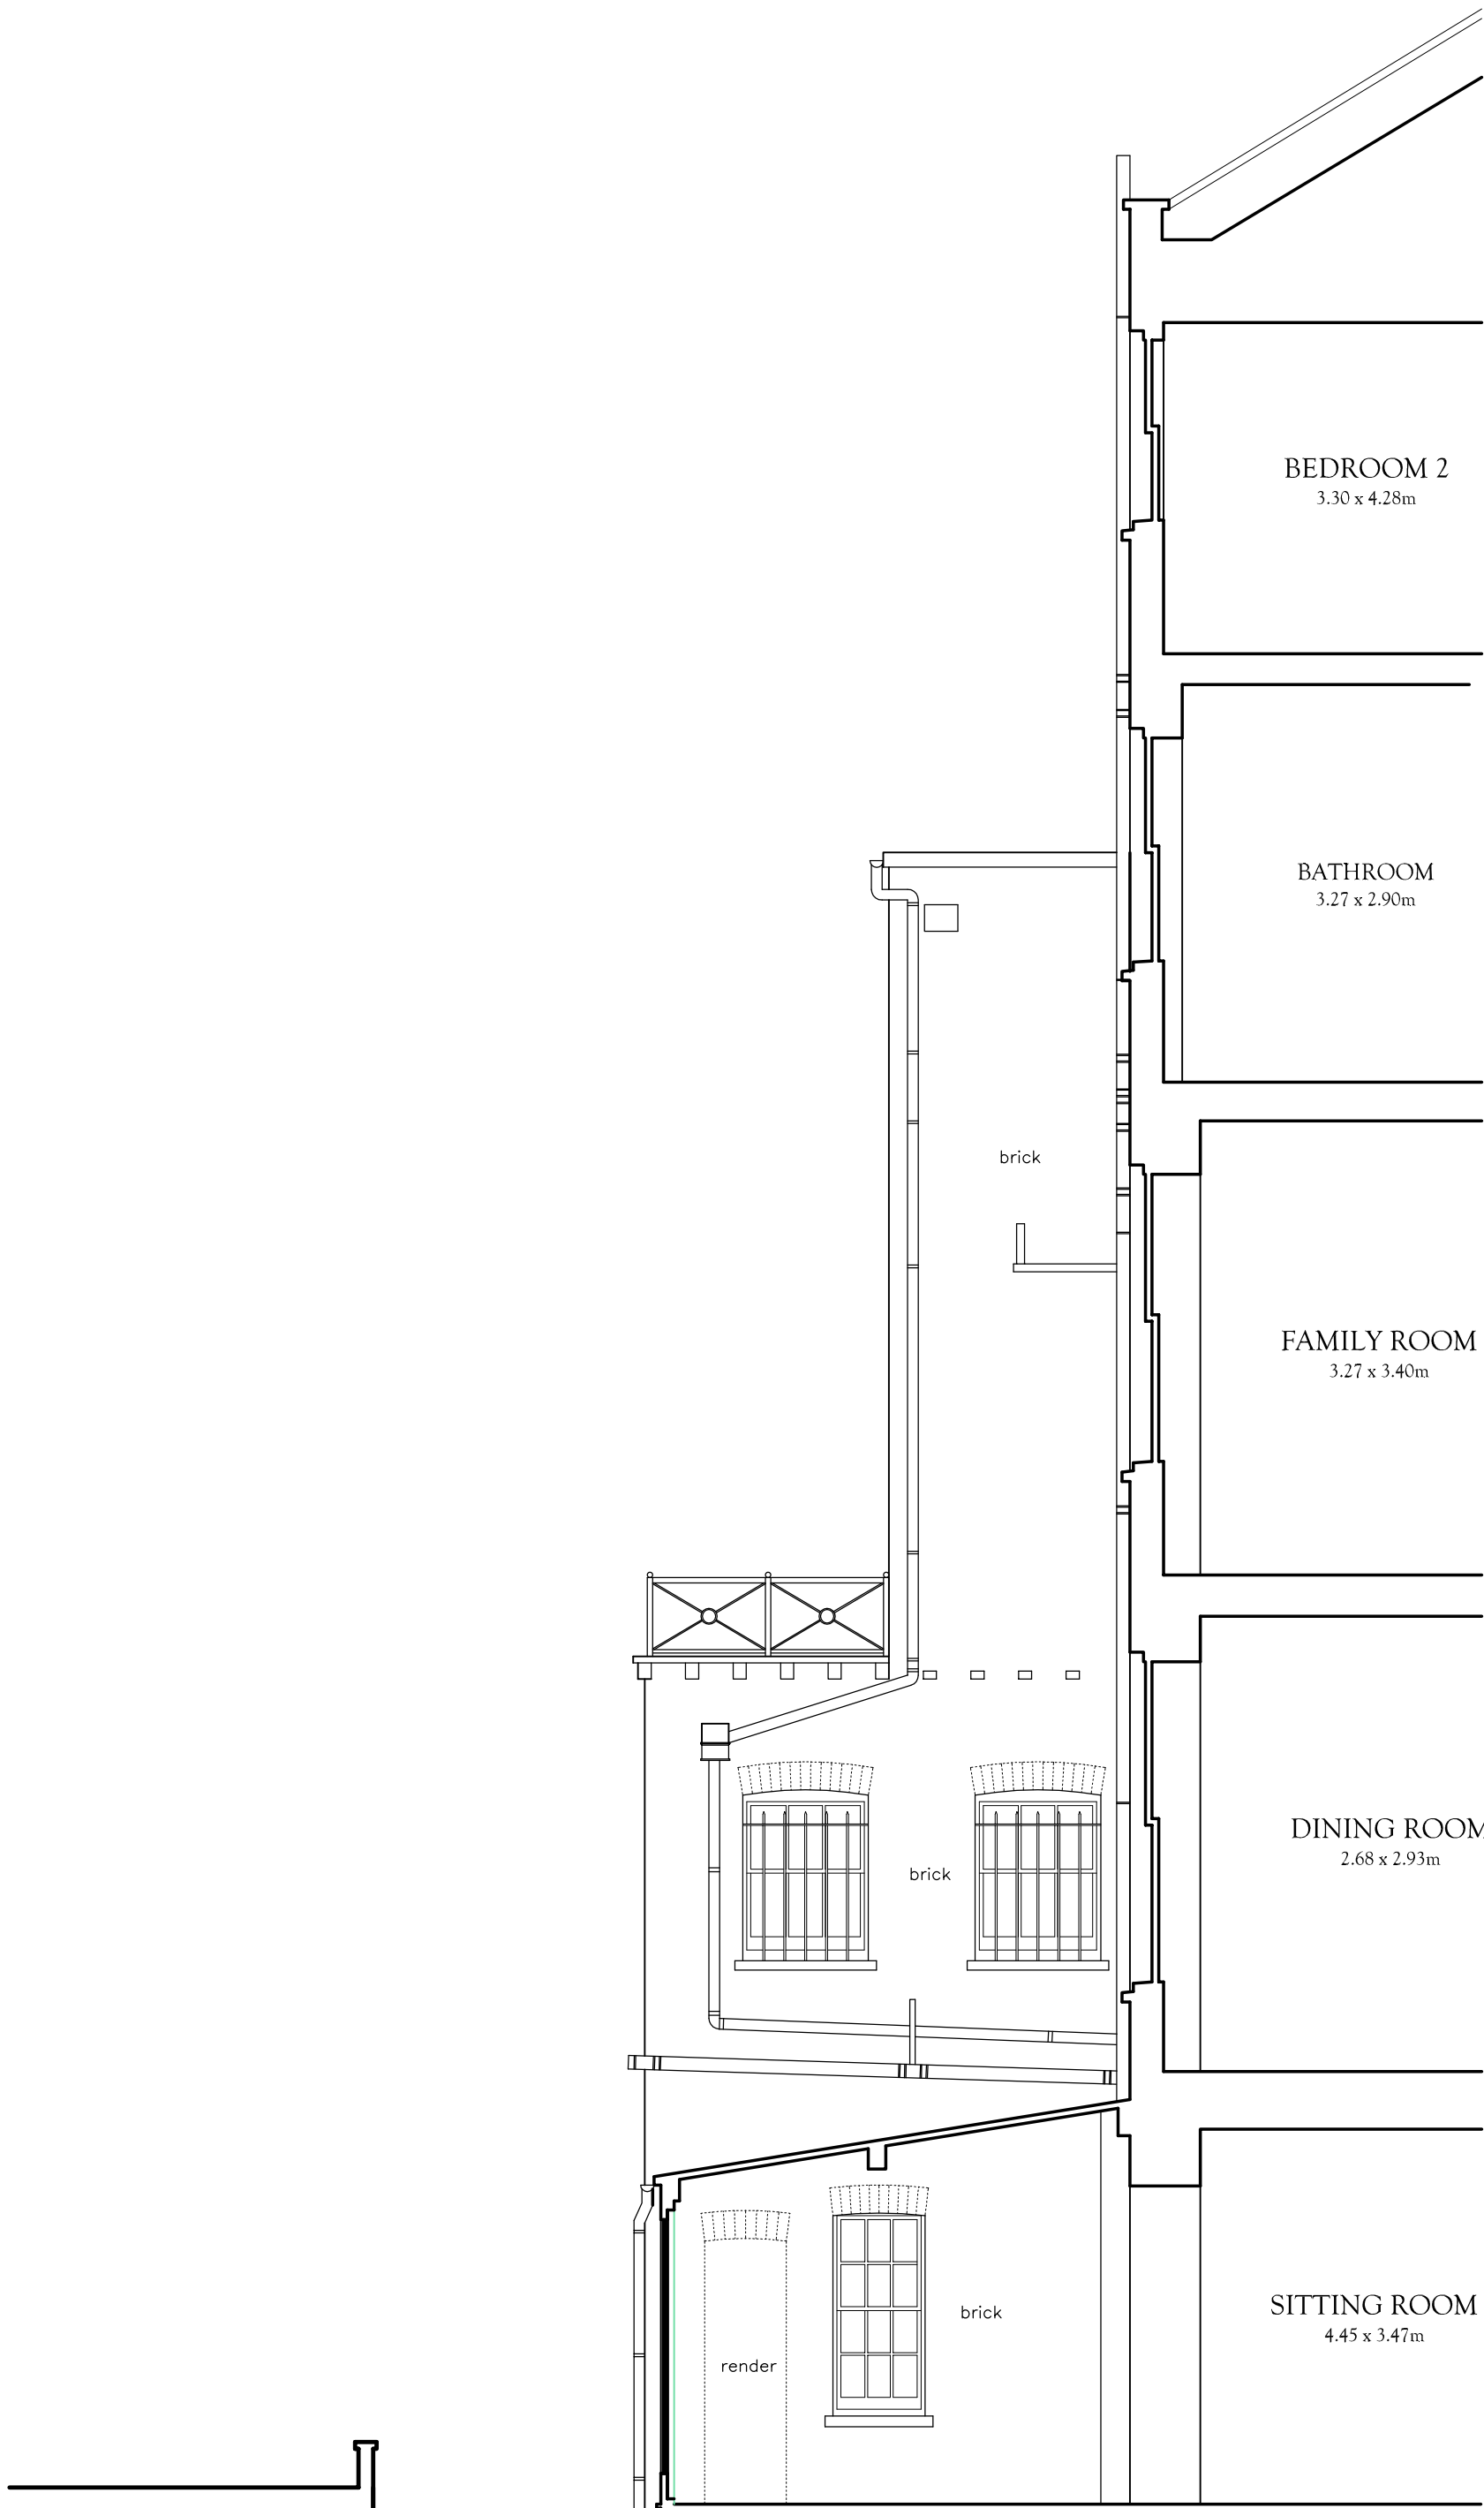 BEDROOM 2
3.30 x 4.28m
BATHROOM
3.27 x 2.90m
brick
FAMILY ROOM
3.27 x 3.40m
DINING ROOM
2.68 x 2.93m
brick
SITTING ROOM
4.45 x 3.47m
brick
render